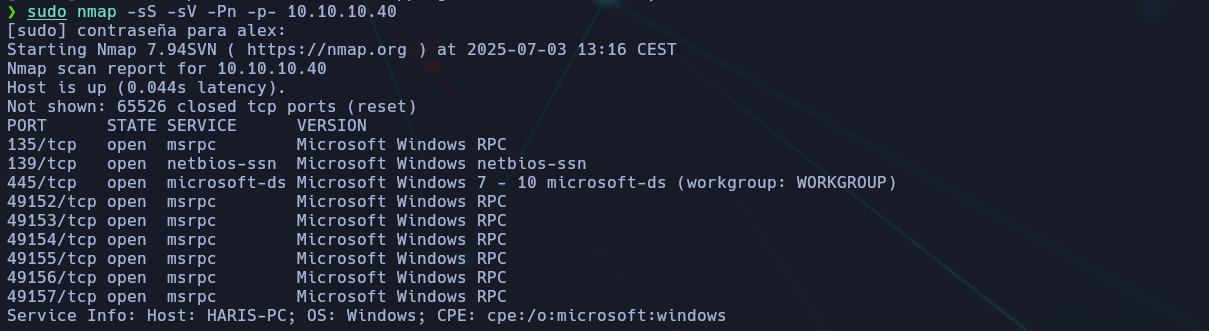 ❯ sudo nmap -sS -sV -Pn -p- 10.10.10.40
[sudo] contraseña para alex:
Starting Nmap 7.94SVN ( https://nmap.org ) at 2025-07-03 13:16 CEST
Nmap scan report for 10.10.10.40
Host is up (0.044s latency).
Not shown: 65526 closed tcp ports (reset)
PORT      STATE SERVICE      VERSION
135/tcp   open  msrpc        Microsoft Windows RPC
139/tcp   open  netbios-ssn  Microsoft Windows netbios-ssn
445/tcp   open  microsoft-ds Microsoft Windows 7 - 10 microsoft-ds (workgroup: WORKGROUP)
49152/tcp open  msrpc        Microsoft Windows RPC
49153/tcp open  msrpc        Microsoft Windows RPC
49154/tcp open  msrpc        Microsoft Windows RPC
49155/tcp open  msrpc        Microsoft Windows RPC
49156/tcp open  msrpc        Microsoft Windows RPC
49157/tcp open  msrpc        Microsoft Windows RPC
Service Info: Host: HARIS-PC; OS: Windows; CPE: cpe:/o:microsoft:windows